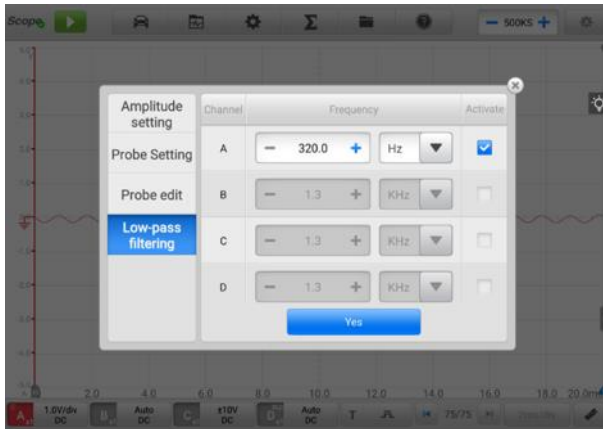 Scope
500KS
Amplitude setting
Probe Setting
Probe edit
Low-pass filtering
Channel Frequency Activate
A 320.0 Hz
B 1.3 KHz
C 1.3 KHz
D 1.3 KHz
Yes
2.0 4.0 6.0 8.0 10.0 12.0 14.0 16.0 18.0 20.0ms
A 1.0V/div DC
B Auto DC
C ±10V DC
D Auto DC
T
75/75